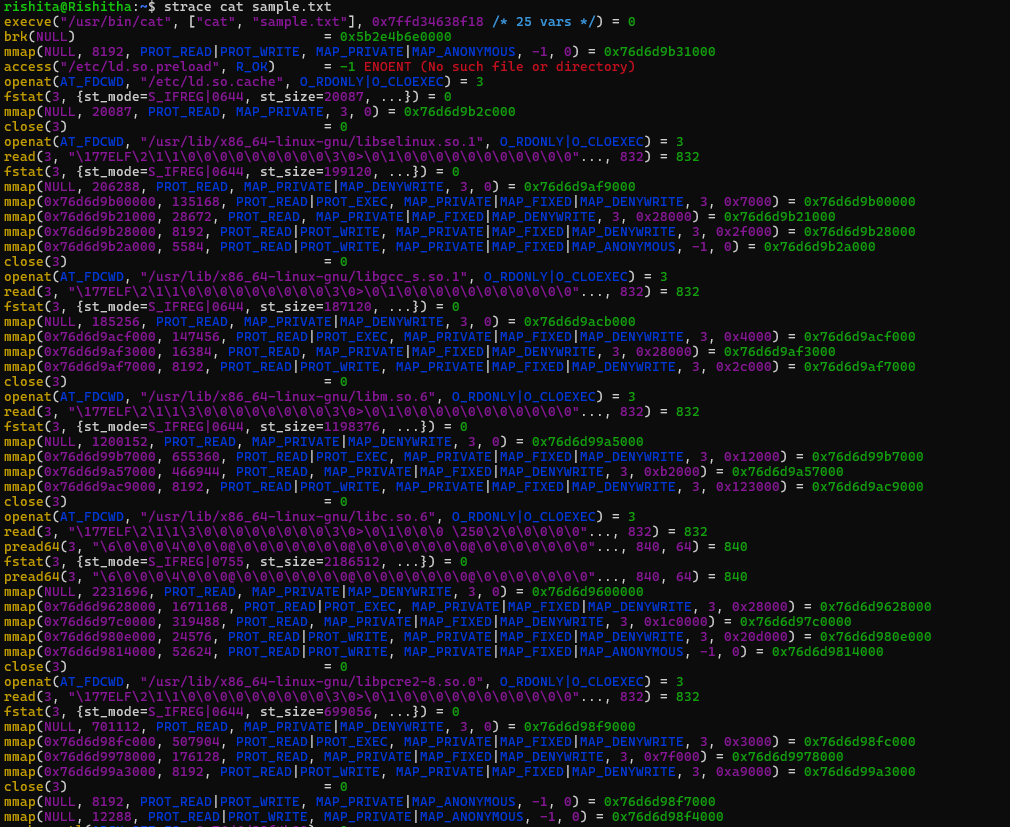 rishita@Rishitha:~$ strace cat sample.txt
execve("/usr/bin/cat", ["cat", "sample.txt"], 0x7ffd34638f18 /* 25 vars */) = 0
brk(NULL)                               = 0x5b2e4b6e0000
mmap(NULL, 8192, PROT_READ|PROT_WRITE, MAP_PRIVATE|MAP_ANONYMOUS, -1, 0) = 0x76d6d9b31000
access("/etc/ld.so.preload", R_OK)      = -1 ENOENT (No such file or directory)
openat(AT_FDCWD, "/etc/ld.so.cache", O_RDONLY|O_CLOEXEC) = 3
fstat(3, {st_mode=S_IFREG|0644, st_size=20087, ...}) = 0
mmap(NULL, 20087, PROT_READ, MAP_PRIVATE, 3, 0) = 0x76d6d9b2c000
close(3)                                = 0
openat(AT_FDCWD, "/usr/lib/x86_64-linux-gnu/libselinux.so.1", O_RDONLY|O_CLOEXEC) = 3
read(3, "\177ELF\2\1\1\0\0\0\0\0\0\0\0\0\3\0>\0\1\0\0\0\0\0\0\0\0\0\0\0"..., 832) = 832
fstat(3, {st_mode=S_IFREG|0644, st_size=199120, ...}) = 0
mmap(NULL, 206288, PROT_READ, MAP_PRIVATE|MAP_DENYWRITE, 3, 0) = 0x76d6d9af9000
mmap(0x76d6d9b00000, 135168, PROT_READ|PROT_EXEC, MAP_PRIVATE|MAP_FIXED|MAP_DENYWRITE, 3, 0x7000) = 0x76d6d9b00000
mmap(0x76d6d9b21000, 28672, PROT_READ, MAP_PRIVATE|MAP_FIXED|MAP_DENYWRITE, 3, 0x28000) = 0x76d6d9b21000
mmap(0x76d6d9b28000, 8192, PROT_READ|PROT_WRITE, MAP_PRIVATE|MAP_FIXED|MAP_DENYWRITE, 3, 0x2f000) = 0x76d6d9b28000
mmap(0x76d6d9b2a000, 5584, PROT_READ|PROT_WRITE, MAP_PRIVATE|MAP_FIXED|MAP_ANONYMOUS, -1, 0) = 0x76d6d9b2a000
close(3)                                = 0
openat(AT_FDCWD, "/usr/lib/x86_64-linux-gnu/libgcc_s.so.1", O_RDONLY|O_CLOEXEC) = 3
read(3, "\177ELF\2\1\1\0\0\0\0\0\0\0\0\0\3\0>\0\1\0\0\0\0\0\0\0\0\0\0\0"..., 832) = 832
fstat(3, {st_mode=S_IFREG|0644, st_size=187120, ...}) = 0
mmap(NULL, 185256, PROT_READ, MAP_PRIVATE|MAP_DENYWRITE, 3, 0) = 0x76d6d9acb000
mmap(0x76d6d9acf000, 147456, PROT_READ|PROT_EXEC, MAP_PRIVATE|MAP_FIXED|MAP_DENYWRITE, 3, 0x4000) = 0x76d6d9acf000
mmap(0x76d6d9af3000, 16384, PROT_READ, MAP_PRIVATE|MAP_FIXED|MAP_DENYWRITE, 3, 0x28000) = 0x76d6d9af3000
mmap(0x76d6d9af7000, 8192, PROT_READ|PROT_WRITE, MAP_PRIVATE|MAP_FIXED|MAP_DENYWRITE, 3, 0x2c000) = 0x76d6d9af7000
close(3)                                = 0
openat(AT_FDCWD, "/usr/lib/x86_64-linux-gnu/libm.so.6", O_RDONLY|O_CLOEXEC) = 3
read(3, "\177ELF\2\1\1\3\0\0\0\0\0\0\0\0\3\0>\0\1\0\0\0\0\0\0\0\0\0\0\0"..., 832) = 832
fstat(3, {st_mode=S_IFREG|0644, st_size=1198376, ...}) = 0
mmap(NULL, 1200152, PROT_READ, MAP_PRIVATE|MAP_DENYWRITE, 3, 0) = 0x76d6d99a5000
mmap(0x76d6d99b7000, 655360, PROT_READ|PROT_EXEC, MAP_PRIVATE|MAP_FIXED|MAP_DENYWRITE, 3, 0x12000) = 0x76d6d99b7000
mmap(0x76d6d9a57000, 466944, PROT_READ, MAP_PRIVATE|MAP_FIXED|MAP_DENYWRITE, 3, 0xb2000) = 0x76d6d9a57000
mmap(0x76d6d9ac9000, 8192, PROT_READ|PROT_WRITE, MAP_PRIVATE|MAP_FIXED|MAP_DENYWRITE, 3, 0x123000) = 0x76d6d9ac9000
close(3)                                = 0
openat(AT_FDCWD, "/usr/lib/x86_64-linux-gnu/libc.so.6", O_RDONLY|O_CLOEXEC) = 3
read(3, "\177ELF\2\1\1\3\0\0\0\0\0\0\0\0\3\0>\0\1\0\0\0 \250\2\0\0\0\0\0"..., 832) = 832
pread64(3, "\6\0\0\0\4\0\0\0@\0\0\0\0\0\0\0@\0\0\0\0\0\0\0@\0\0\0\0\0\0\0"..., 840, 64) = 840
fstat(3, {st_mode=S_IFREG|0755, st_size=2186512, ...}) = 0
pread64(3, "\6\0\0\0\4\0\0\0@\0\0\0\0\0\0\0@\0\0\0\0\0\0\0@\0\0\0\0\0\0\0"..., 840, 64) = 840
mmap(NULL, 2231696, PROT_READ, MAP_PRIVATE|MAP_DENYWRITE, 3, 0) = 0x76d6d9600000
mmap(0x76d6d9628000, 1671168, PROT_READ|PROT_EXEC, MAP_PRIVATE|MAP_FIXED|MAP_DENYWRITE, 3, 0x28000) = 0x76d6d9628000
mmap(0x76d6d97c0000, 319488, PROT_READ, MAP_PRIVATE|MAP_FIXED|MAP_DENYWRITE, 3, 0x1c0000) = 0x76d6d97c0000
mmap(0x76d6d980e000, 24576, PROT_READ|PROT_WRITE, MAP_PRIVATE|MAP_FIXED|MAP_DENYWRITE, 3, 0x20d000) = 0x76d6d980e000
mmap(0x76d6d9814000, 52624, PROT_READ|PROT_WRITE, MAP_PRIVATE|MAP_FIXED|MAP_ANONYMOUS, -1, 0) = 0x76d6d9814000
close(3)                                = 0
openat(AT_FDCWD, "/usr/lib/x86_64-linux-gnu/libpcre2-8.so.0", O_RDONLY|O_CLOEXEC) = 3
read(3, "\177ELF\2\1\1\0\0\0\0\0\0\0\0\0\3\0>\0\1\0\0\0\0\0\0\0\0\0\0\0"..., 832) = 832
fstat(3, {st_mode=S_IFREG|0644, st_size=699056, ...}) = 0
mmap(NULL, 701112, PROT_READ, MAP_PRIVATE|MAP_DENYWRITE, 3, 0) = 0x76d6d98f9000
mmap(0x76d6d98fc000, 507904, PROT_READ|PROT_EXEC, MAP_PRIVATE|MAP_FIXED|MAP_DENYWRITE, 3, 0x3000) = 0x76d6d98fc000
mmap(0x76d6d9978000, 176128, PROT_READ, MAP_PRIVATE|MAP_FIXED|MAP_DENYWRITE, 3, 0x7f000) = 0x76d6d9978000
mmap(0x76d6d99a3000, 8192, PROT_READ|PROT_WRITE, MAP_PRIVATE|MAP_FIXED|MAP_DENYWRITE, 3, 0xa9000) = 0x76d6d99a3000
close(3)                                = 0
mmap(NULL, 8192, PROT_READ|PROT_WRITE, MAP_PRIVATE|MAP_ANONYMOUS, -1, 0) = 0x76d6d98f7000
mmap(NULL, 12288, PROT_READ|PROT_WRITE, MAP_PRIVATE|MAP_ANONYMOUS, -1, 0) = 0x76d6d98f4000